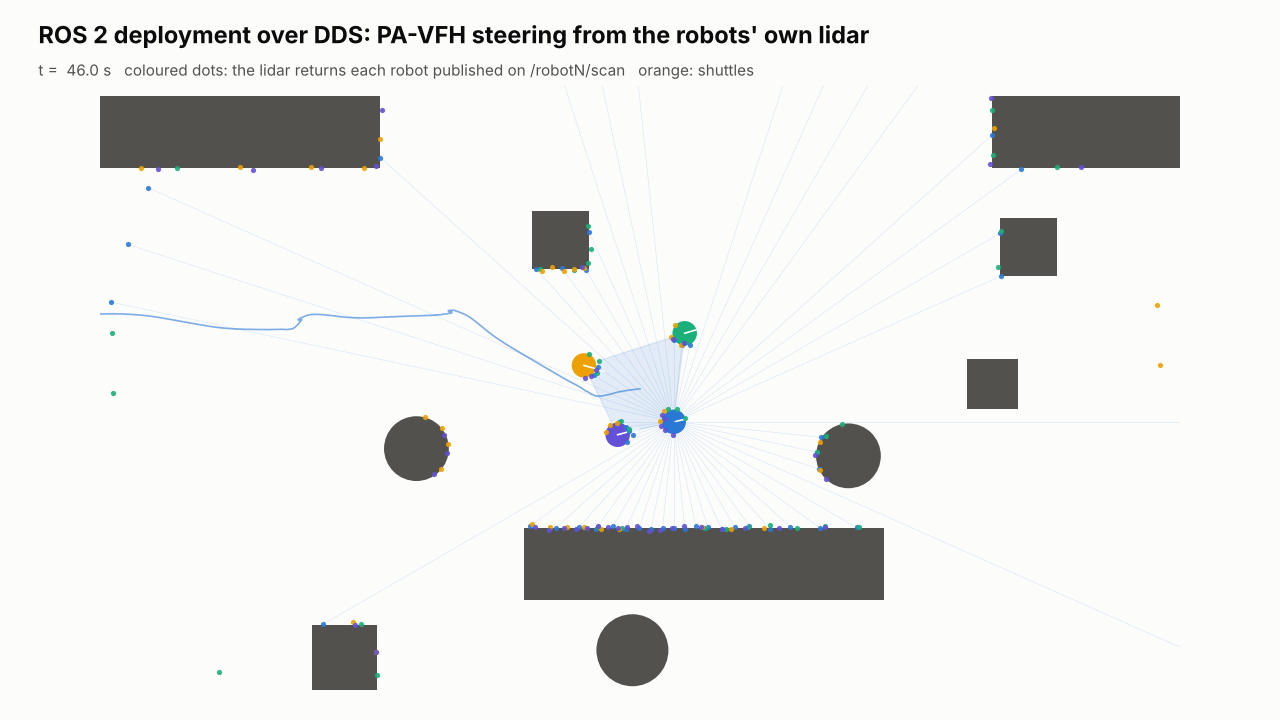 ROS 2 deployment over DDS: PA-VFH steering from the robots' own lidar
t =  46.0 s   coloured dots: the lidar returns each robot published on /robotN/scan   orange: shuttles